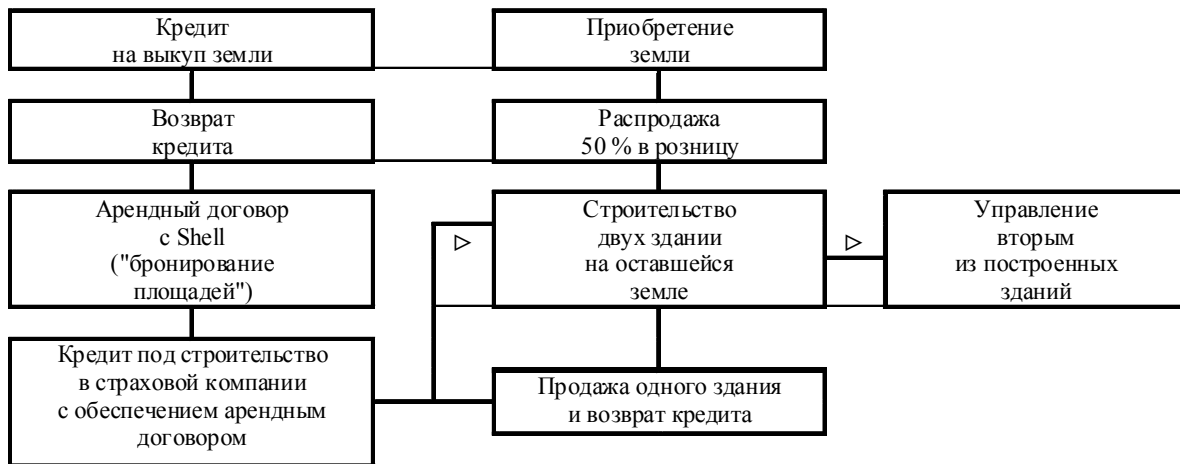 Кредит
на выкуп земли
Приобретение
земли
Возврат
кредита
Распродажа
50 % в розницу
Арендный договор
с Shell
("бронирование
площадей")
Строительство
двух здании
на оставшейся
земле
Управление
вторым
из построенных
зданий
Кредит под строительство
в страховой компании
с обеспечением арендным
договором
Продажа одного здания
и возврат кредита